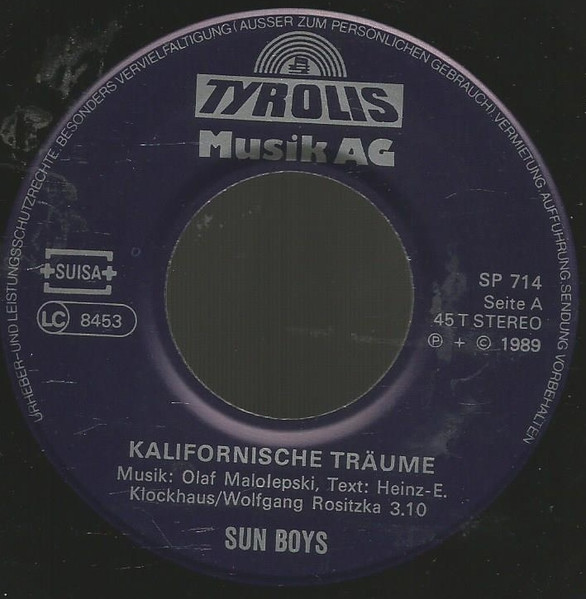 URHEBER-UND LEISTUNGSSCHUTZRECHTE, BESONDERS VERVIELFÄLTIGUNG (AUSSER ZUM PERSÖNLICHEN GEBRAUCH), VERMIETUNG, AUFFÜHRUNG, SENDUNG VORBEHALTEN
TYROLIS
Musik AG
+SUISA+
LC 8453
SP 714
Seite A
45 T STEREO
Ⓟ + © 1989
KALIFORNISCHE TRÄUME
Musik: Olaf Malolepski, Text: Heinz-E.
Klockhaus/Wolfgang Rositzka 3.10
SUN BOYS